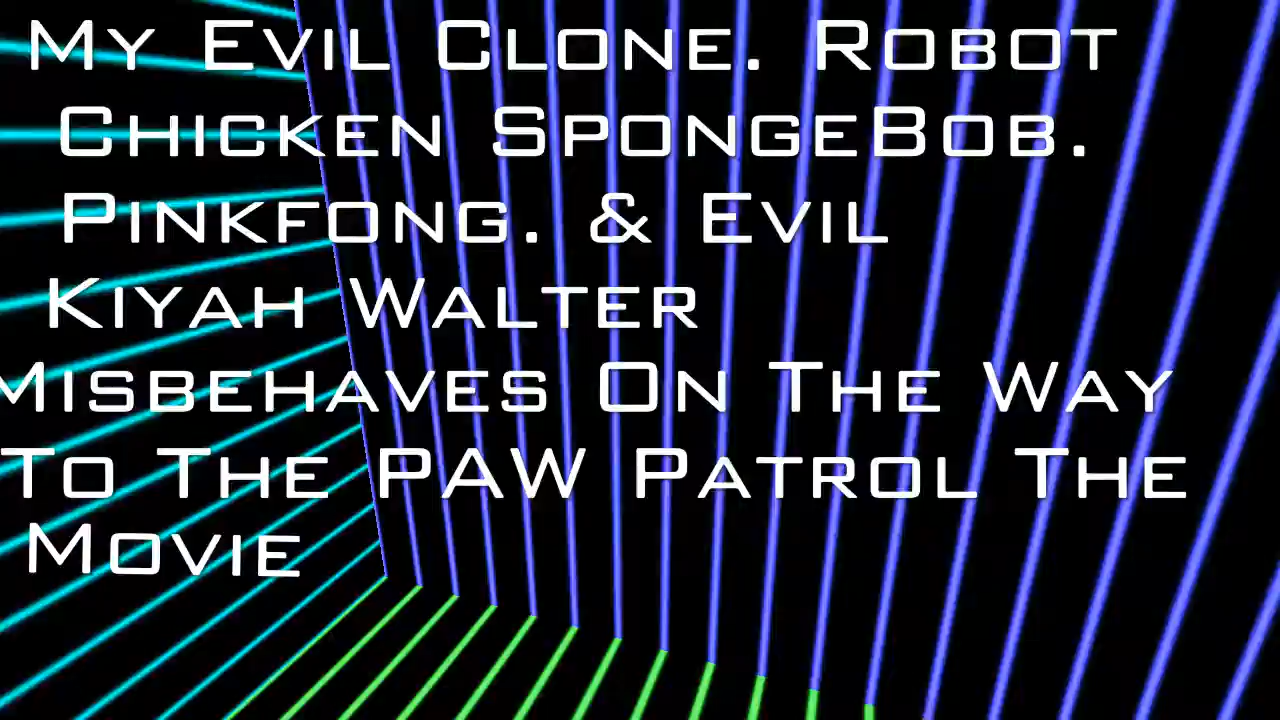 My Evil Clone. Robot
Chicken SpongeBob.
Pinkfong. & Evil
Kiyah Walter
Misbehaves On The Way
To The PAW Patrol The
Movie